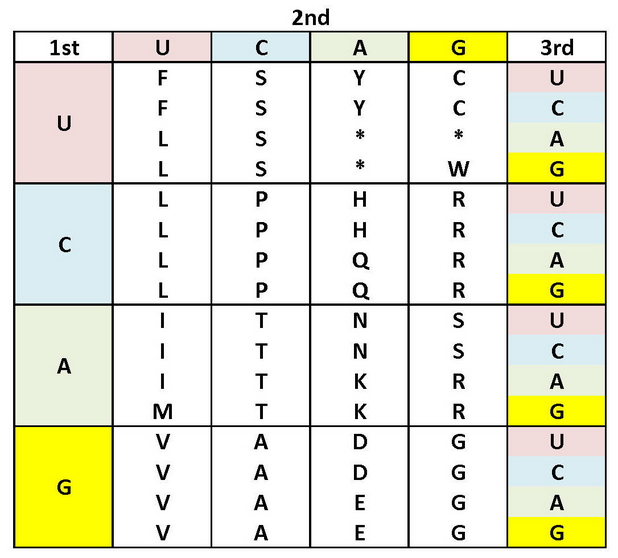 2nd
1st U C A G 3rd
F S Y C U
F S Y C C
U
L S * * A
L S * W G
L P H R U
L P H R C
C
L P Q R A
L P Q R G
I T N S U
I T N S C
A
I T K R A
M T K R G
V A D G U
V A D G C
G
V A E G A
V A E G G